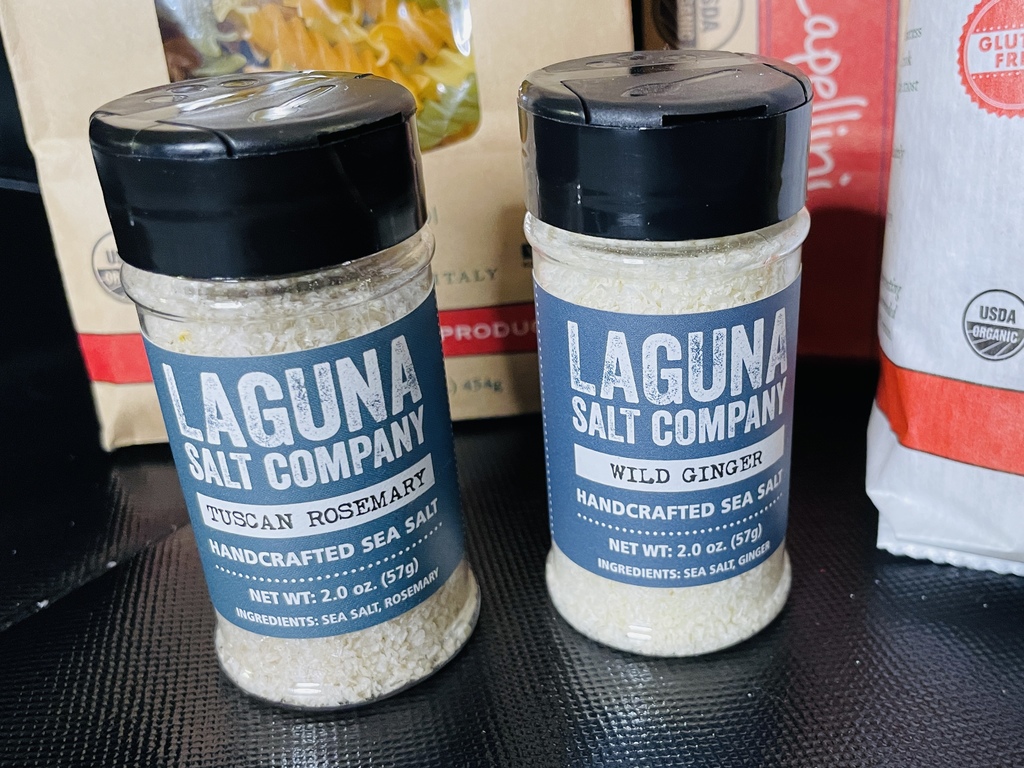 LAGUNA
SALT COMPANY
TUSCAN ROSEMARY
HANDCRAFTED SEA SALT
NET WT: 2.0 oz. (57g)
INGREDIENTS: SEA SALT, ROSEMARY
LAGUNA
SALT COMPANY
WILD GINGER
HANDCRAFTED SEA SALT
NET WT: 2.0 oz. (57g)
INGREDIENTS: SEA SALT, GINGER
ITALY
454g
USDA
apellini
USDA
ORGANIC